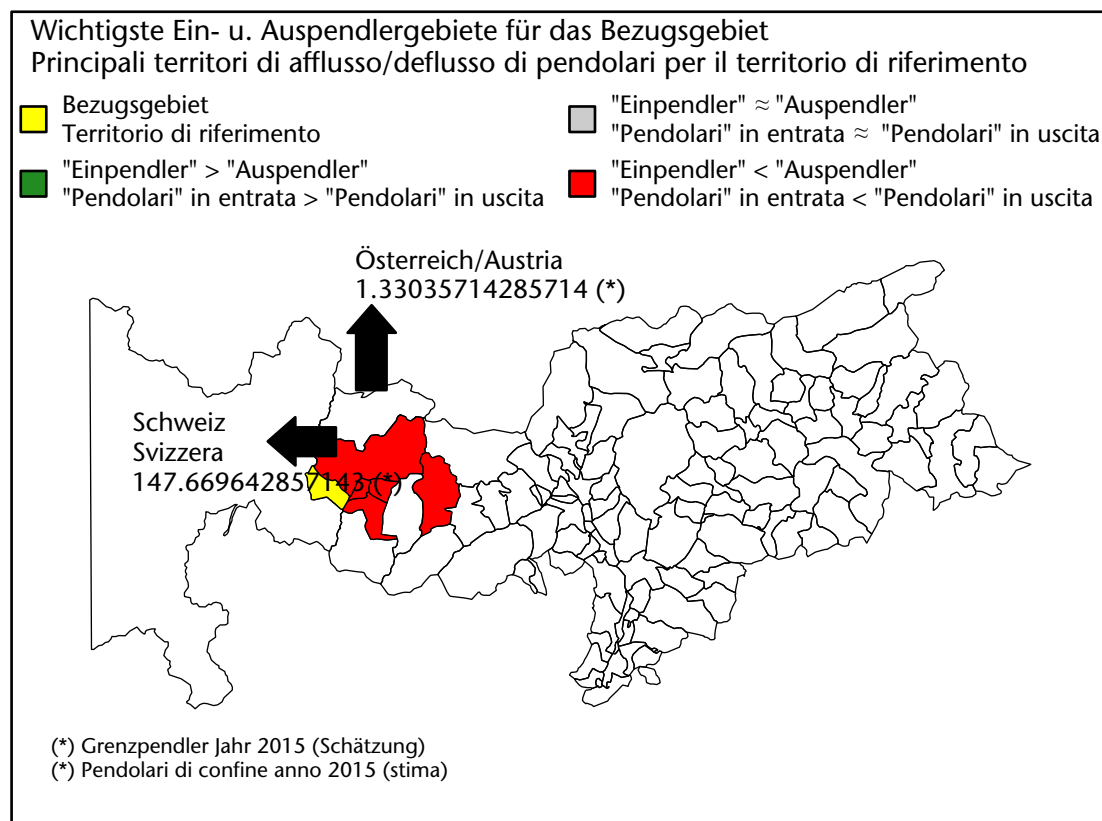 Wichtigste Ein- u. Auspendlergebiete für das Bezugsgebiet
Principali territori di afflusso/deflusso di pendolari per il territorio di riferimento
Bezugsgebiet
Territorio di riferimento
"Einpendler" > "Auspendler"
"Pendolari" in entrata > "Pendolari" in uscita
"Einpendler" ≈ "Auspendler"
"Pendolari" in entrata ≈ "Pendolari" in uscita
"Einpendler" < "Auspendler"
"Pendolari" in entrata < "Pendolari" in uscita
Österreich/Austria
1.33035714285714 (*)
Schweiz
Svizzera
147.669642857143 (*)
(*) Grenzpendler Jahr 2015 (Schätzung)
(*) Pendolari di confine anno 2015 (stima)